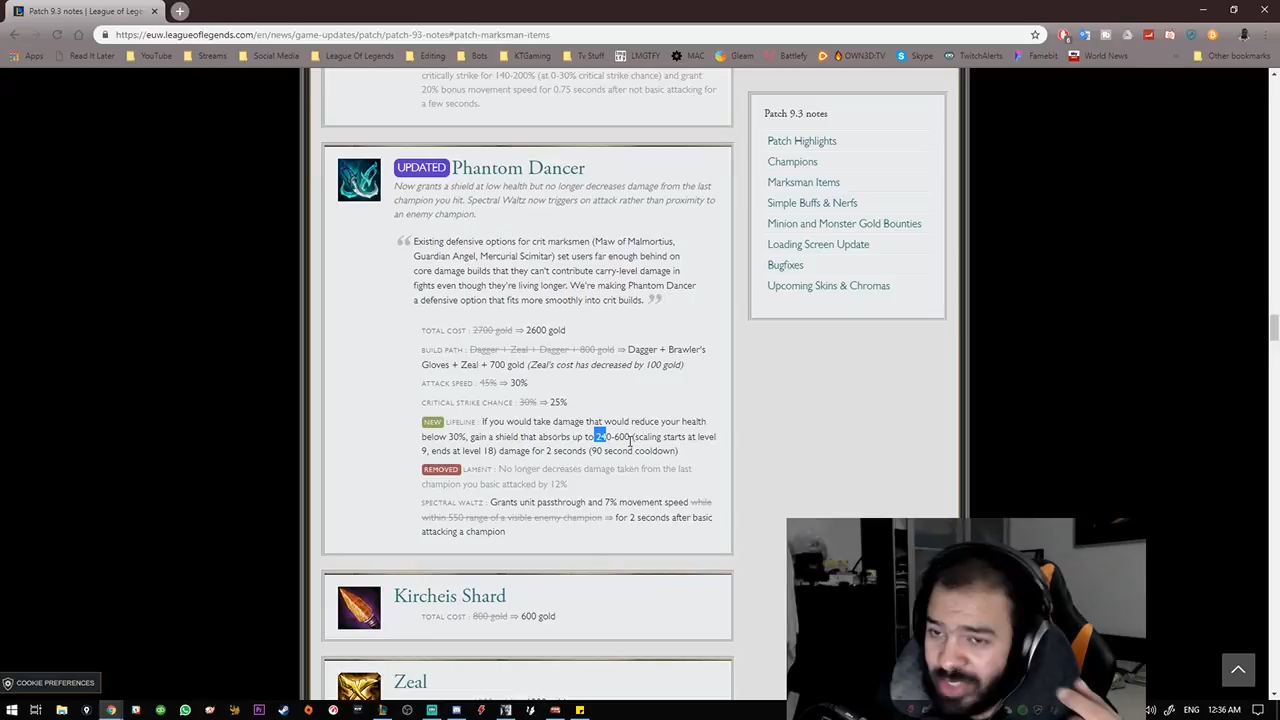 Patch 9.3 notes | League of Leg
https://euw.leagueoflegends.com/en/news/game-updates/patch/patch-93-notes#patch-marksman-items
Apps Read It Later YouTube Streams Social Media League Of Legends Editing Bots KTGaming Tv Stuff LMGTFY MAC Gleam Battlefy OWN3D.TV Skype TwitchAlerts Famebit World News Other bookmarks
critically strike for 140-200% (at 0-30% critical strike chance) and grant
20% bonus movement speed for 0.75 seconds after not basic attacking for
a few seconds.
UPDATED Phantom Dancer
Now grants a shield at low health but no longer decreases damage from the last
champion you hit. Spectral Waltz now triggers on attack rather than proximity to
an enemy champion.
Existing defensive options for crit marksmen (Maw of Malmortius,
Guardian Angel, Mercurial Scimitar) set users far enough behind on
core damage builds that they can't contribute carry-level damage in
fights even though they're living longer. We're making Phantom Dancer
a defensive option that fits more smoothly into crit builds.
TOTAL COST : 2700 gold ⇒ 2600 gold
BUILD PATH : Dagger + Zeal + Dagger + 800 gold ⇒ Dagger + Brawler's
Gloves + Zeal + 700 gold (Zeal's cost has decreased by 100 gold)
ATTACK SPEED : 45% ⇒ 30%
CRITICAL STRIKE CHANCE : 30% ⇒ 25%
NEW LIFELINE : If you would take damage that would reduce your health
below 30%, gain a shield that absorbs up to 240-600 (scaling starts at level
9, ends at level 18) damage for 2 seconds (90 second cooldown)
REMOVED LAMENT : No longer decreases damage taken from the last
champion you basic attacked by 12%
SPECTRAL WALTZ : Grants unit passthrough and 7% movement speed while
within 550 range of a visible enemy champion ⇒ for 2 seconds after basic
attacking a champion
Kircheis Shard
TOTAL COST : 800 gold ⇒ 600 gold
Zeal
Patch 9.3 notes
Patch Highlights
Champions
Marksman Items
Simple Buffs & Nerfs
Minion and Monster Gold Bounties
Loading Screen Update
Bugfixes
Upcoming Skins & Chromas
COOKIE PREFERENCES
ENG 12:36 AM